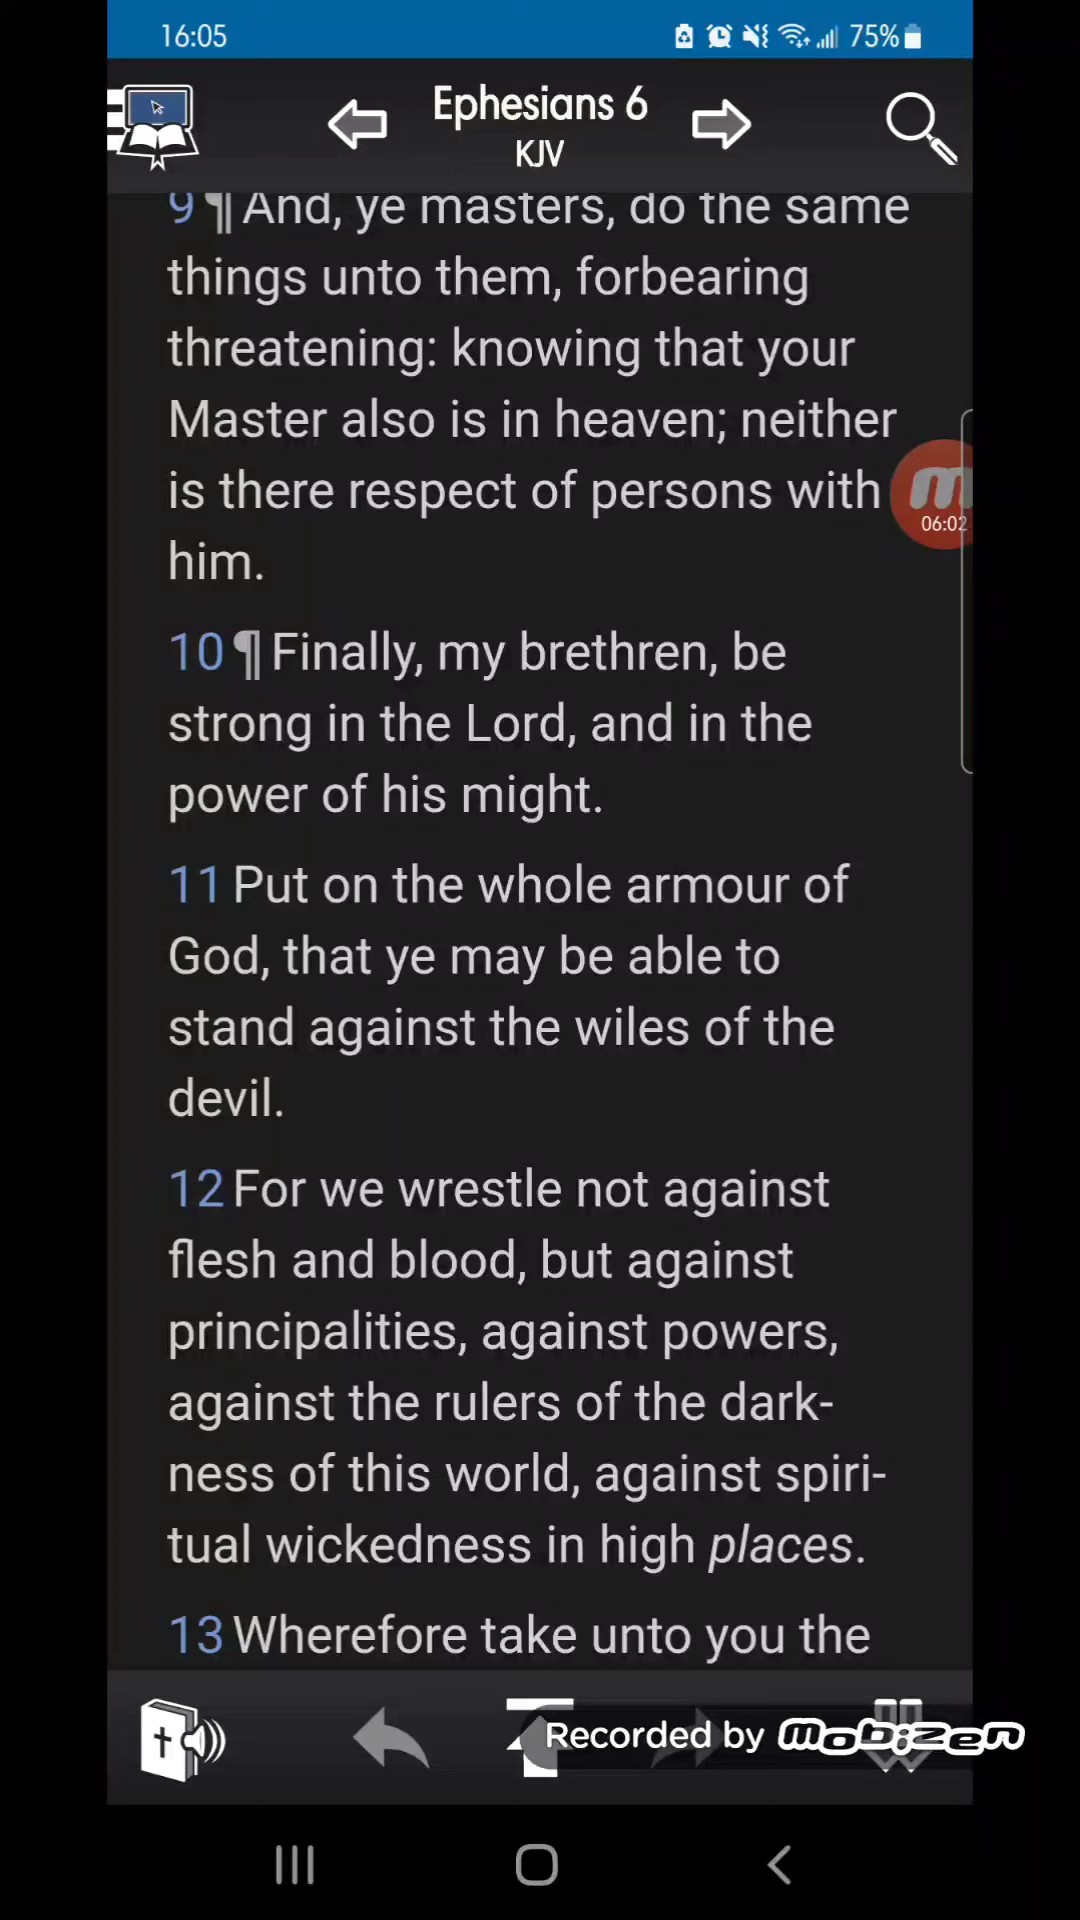 16:05 75%
Ephesians 6
KJV
9 ¶ And, ye masters, do the same
things unto them, forbearing
threatening: knowing that your
Master also is in heaven; neither
is there respect of persons with
him.
06:02
10 ¶ Finally, my brethren, be
strong in the Lord, and in the
power of his might.
11 Put on the whole armour of
God, that ye may be able to
stand against the wiles of the
devil.
12 For we wrestle not against
flesh and blood, but against
principalities, against powers,
against the rulers of the dark-
ness of this world, against spiri-
tual wickedness in high places.
13 Wherefore take unto you the
Recorded by mobizen